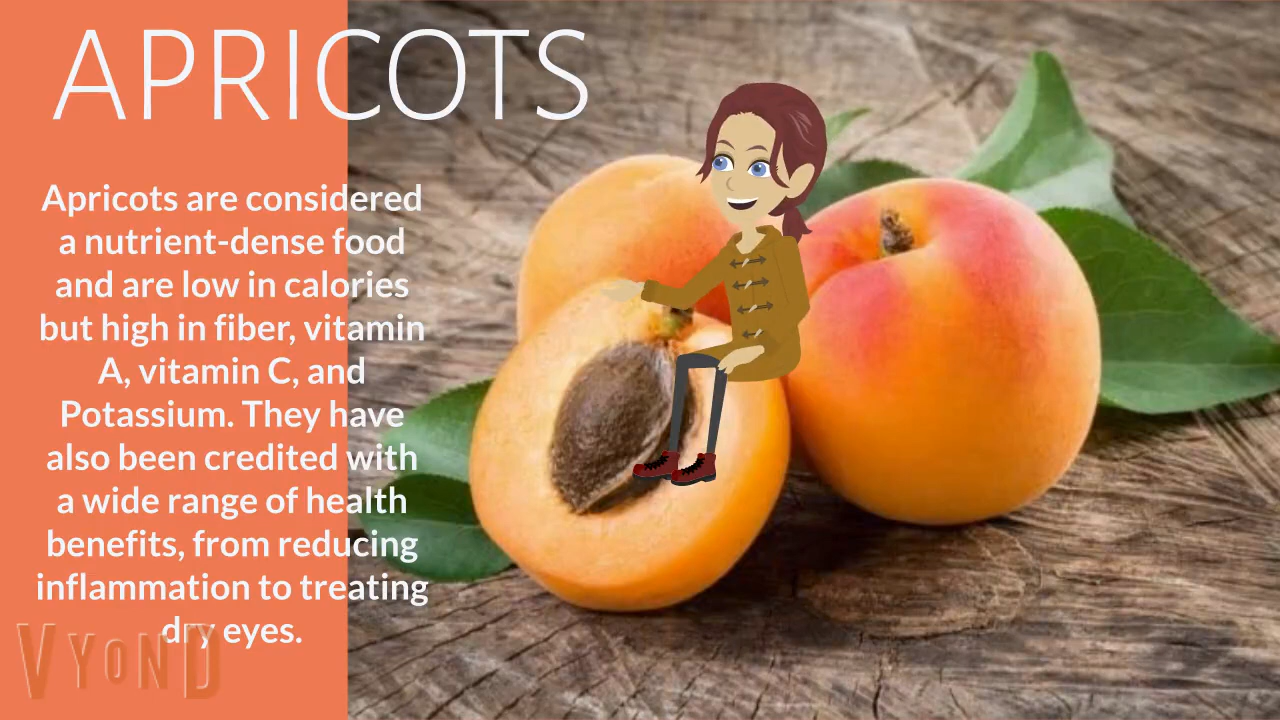 APRICOTS
Apricots are considered
a nutrient-dense food
and are low in calories
but high in fiber, vitamin
A, vitamin C, and
Potassium. They have
also been credited with
a wide range of health
benefits, from reducing
inflammation to treating
dry eyes.
VYOND